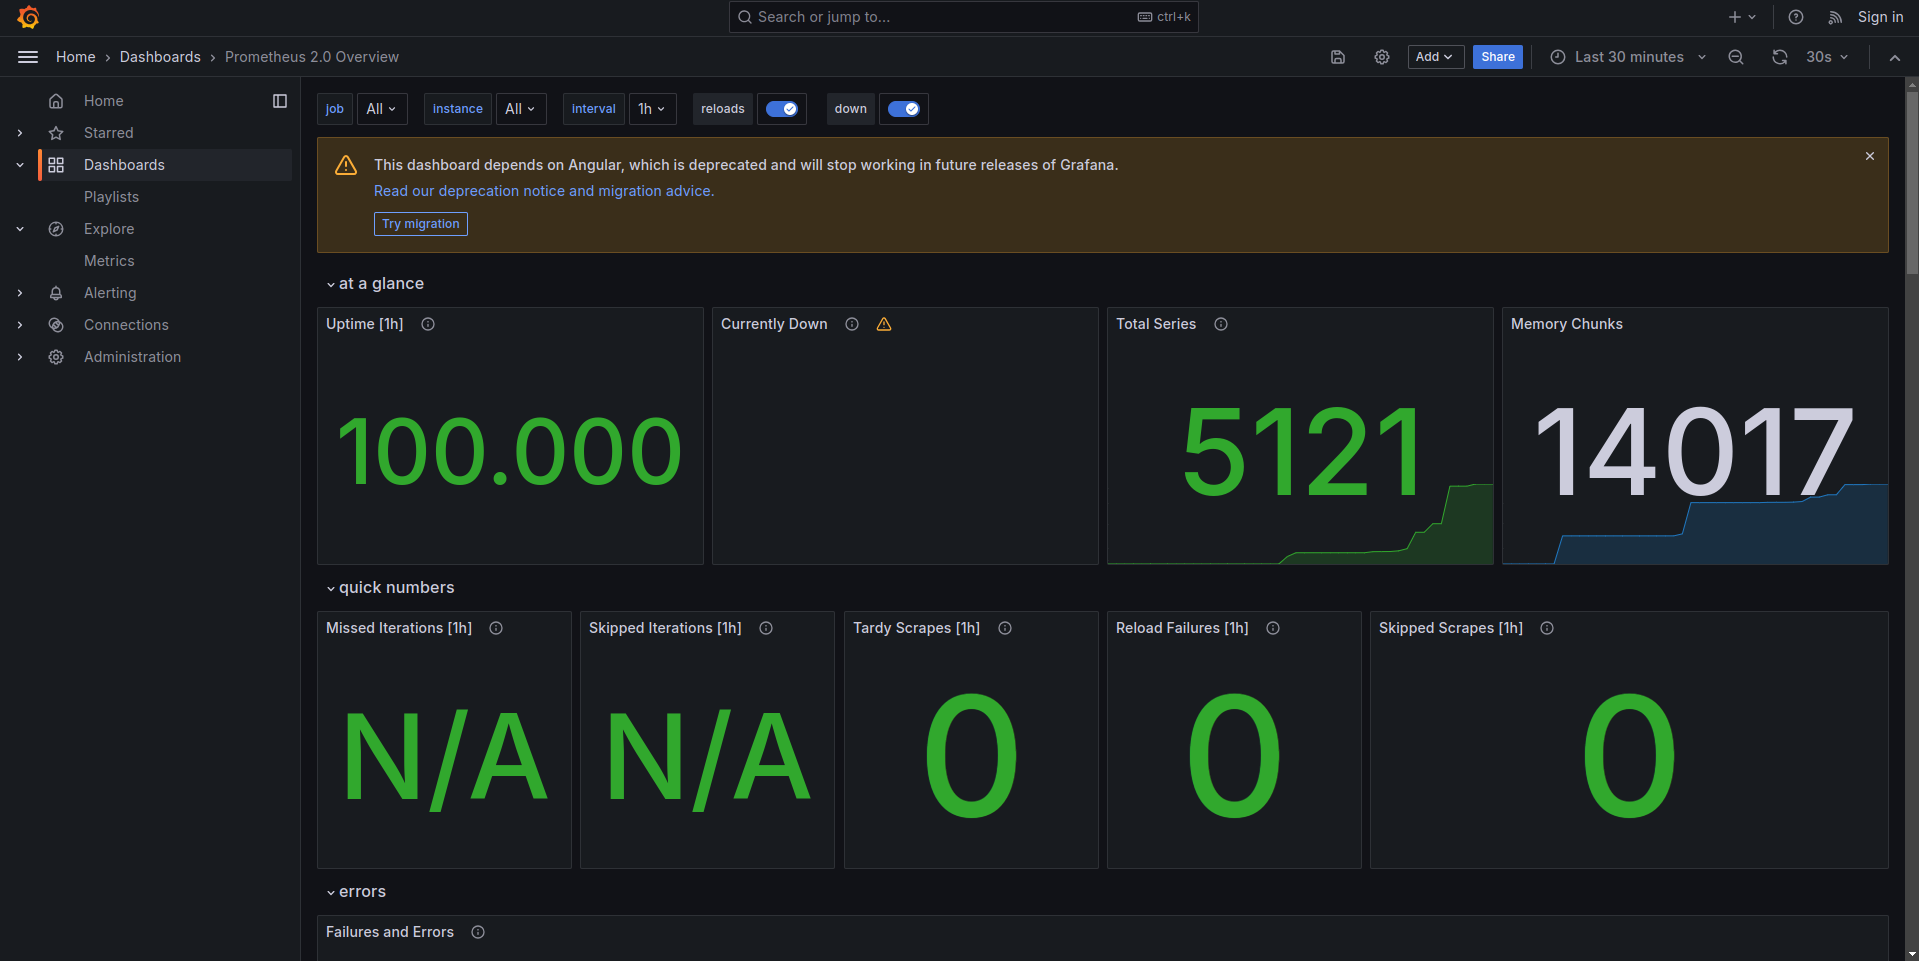 Search or jump to... ctrl+k Sign in
Home › Dashboards › Prometheus 2.0 Overview Add Share Last 30 minutes 30s
Home
Starred
Dashboards
Playlists
Explore
Metrics
Alerting
Connections
Administration
job All instance All interval 1h reloads down
This dashboard depends on Angular, which is deprecated and will stop working in future releases of Grafana.
Read our deprecation notice and migration advice.
Try migration
at a glance
Uptime [1h] Currently Down Total Series Memory Chunks
100.000 5121 14017
quick numbers
Missed Iterations [1h] Skipped Iterations [1h] Tardy Scrapes [1h] Reload Failures [1h] Skipped Scrapes [1h]
N/A N/A 0 0 0
errors
Failures and Errors